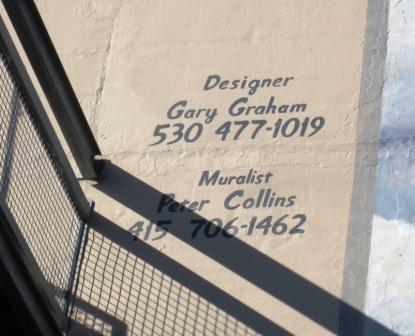 Designer
Gary Graham
530 477-1019
Muralist
Peter Collins
415 706-1462